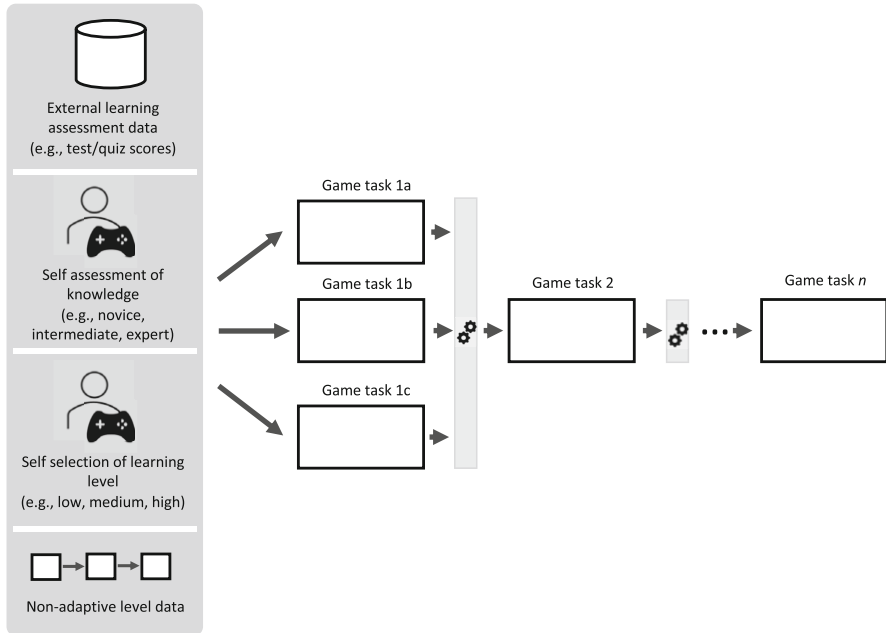 External learning
assessment data
(e.g., test/quiz scores)
Self assessment of
knowledge
(e.g., novice,
intermediate, expert)
Self selection of learning
level
(e.g., low, medium, high)
Non-adaptive level data
Game task 1a
Game task 1b
Game task 1c
Game task 2
Game task n